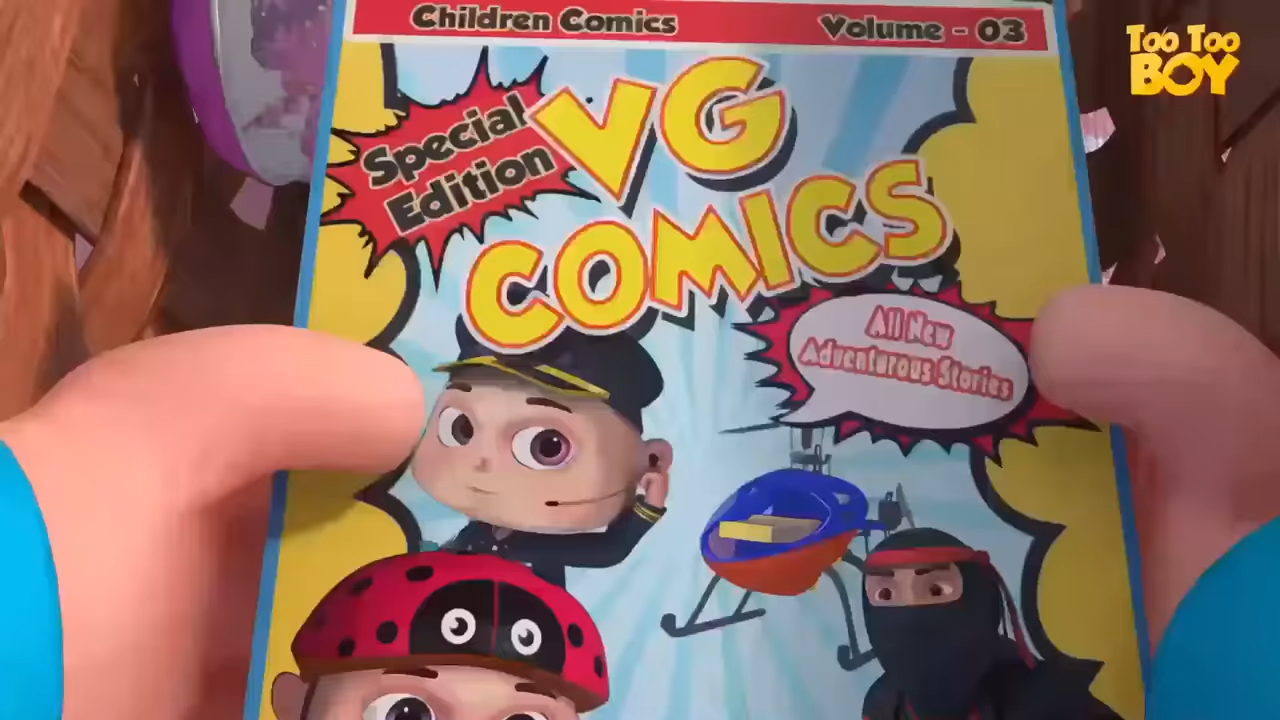 Children Comics
Volume - 03
Too Too
BOY
Special
Edition
VG
COMICS
All New
Adventurous Stories